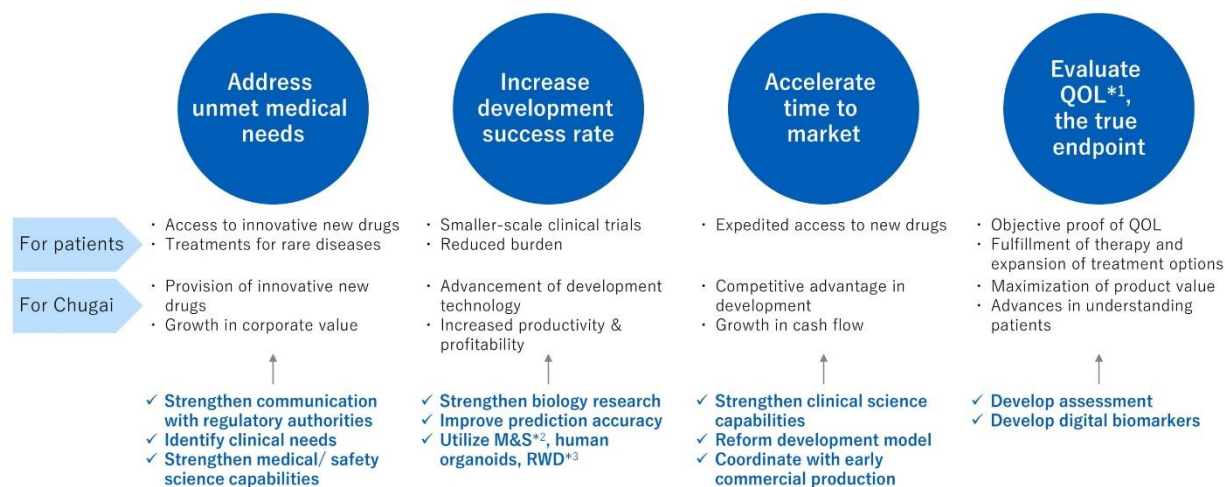 Address
unmet medical
needs
Increase
development
success rate
Accelerate
time to
market
Evaluate
QOL*1,
the true
endpoint
For patients
・Access to innovative new drugs
・Treatments for rare diseases
・Smaller-scale clinical trials
・Reduced burden
・Expedited access to new drugs
・Objective proof of QOL
・Fulfillment of therapy and
expansion of treatment options
For Chugai
・Provision of innovative new
drugs
・Growth in corporate value
・Advancement of development
technology
・Increased productivity &
profitability
・Competitive advantage in
development
・Growth in cash flow
・Maximization of product value
・Advances in understanding
patients
✓ Strengthen communication
with regulatory authorities
✓ Identify clinical needs
✓ Strengthen medical/ safety
science capabilities
✓ Strengthen biology research
✓ Improve prediction accuracy
✓ Utilize M&S*2, human
organoids, RWD*3
✓ Strengthen clinical science
capabilities
✓ Reform development model
✓ Coordinate with early
commercial production
✓ Develop assessment
✓ Develop digital biomarkers